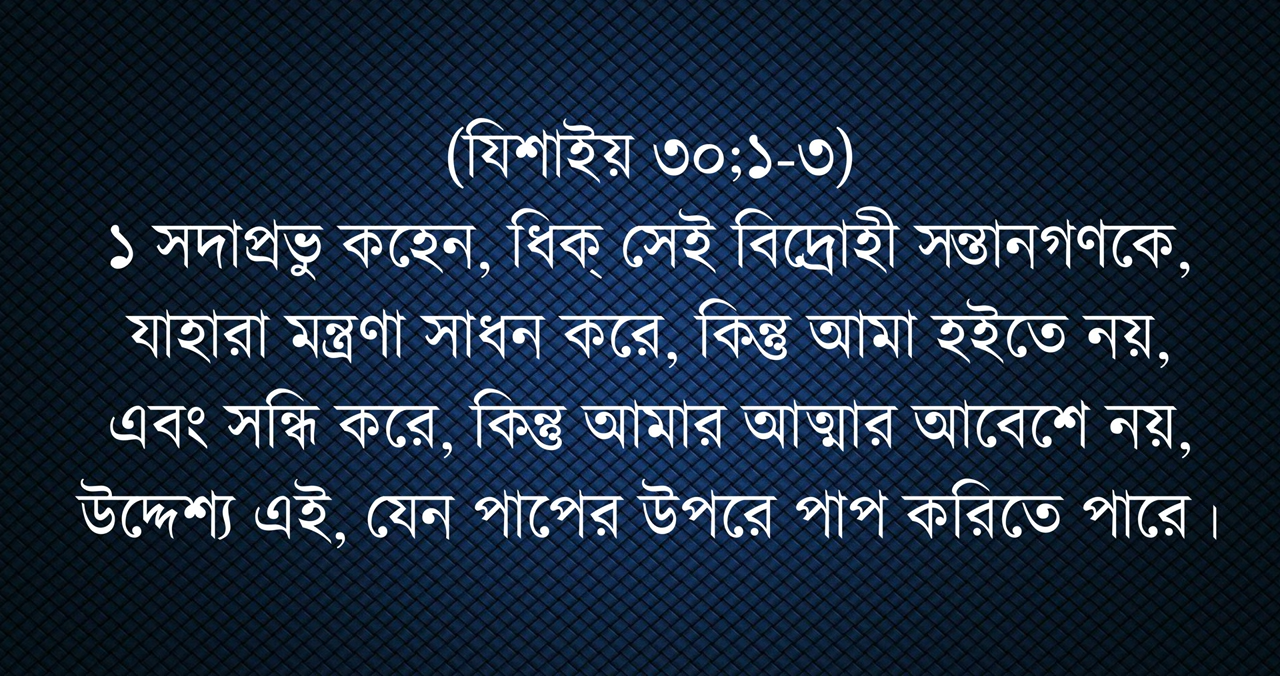 (যিশাইয় ৩০;১-৩)
১ সদাপ্রভু কহেন, ধিক্ সেই বিদ্রোহী সন্তানগণকে,
যাহারা মন্ত্রণা সাধন করে, কিন্তু আমা হইতে নয়,
এবং সন্ধি করে, কিন্তু আমার আত্মার আবেশে নয়,
উদ্দেশ্য এই, যেন পাপের উপরে পাপ করিতে পারে।